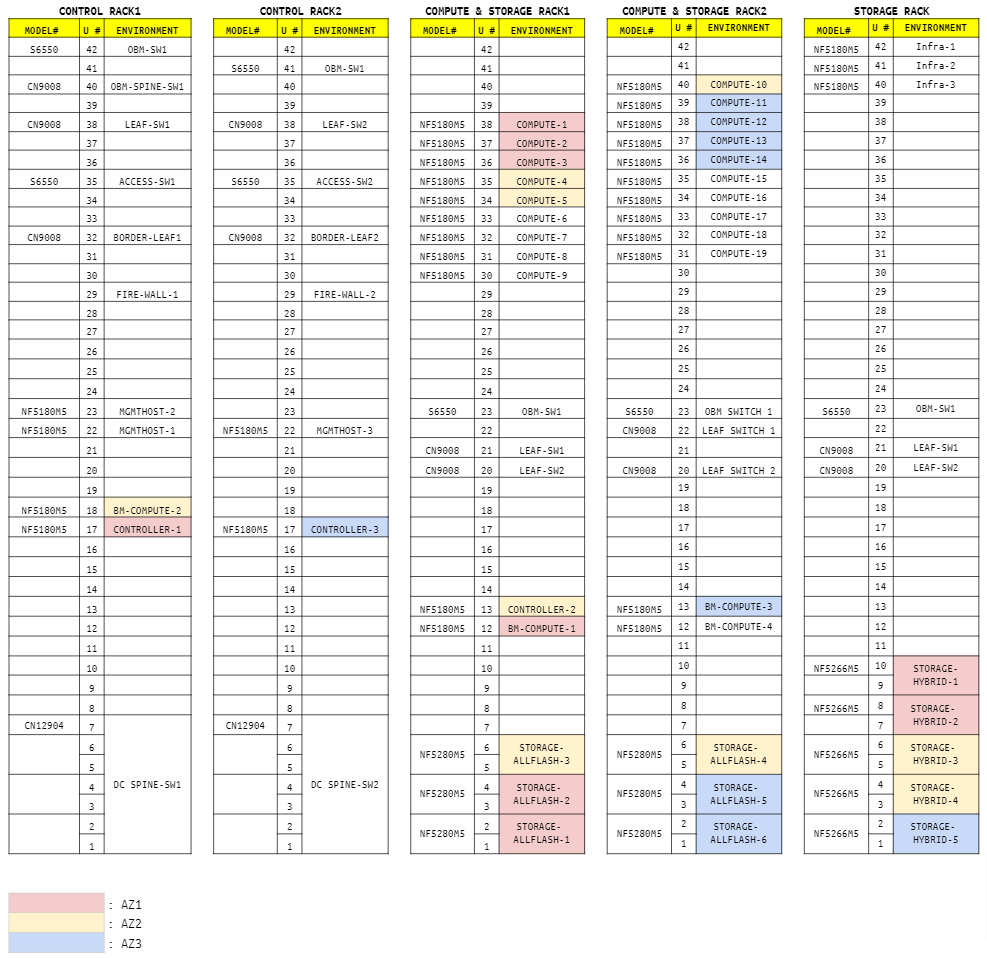 CONTROL RACK1 CONTROL RACK2 COMPUTE & STORAGE RACK1 COMPUTE & STORAGE RACK2 STORAGE RACK
MODEL# U # ENVIRONMENT MODEL# U # ENVIRONMENT MODEL# U # ENVIRONMENT MODEL# U # ENVIRONMENT MODEL# U # ENVIRONMENT
S6550 42 OBM-SW1 42 42 42 NF5180M5 42 Infra-1
41 S6550 41 OBM-SW1 41 41 NF5180M5 41 Infra-2
CN9008 40 OBM-SPINE-SW1 40 40 NF5180M5 40 COMPUTE-10 NF5180M5 40 Infra-3
39 39 39 NF5180M5 39 COMPUTE-11 39
CN9008 38 LEAF-SW1 CN9008 38 LEAF-SW2 NF5180M5 38 COMPUTE-1 NF5180M5 38 COMPUTE-12 38
37 37 NF5180M5 37 COMPUTE-2 NF5180M5 37 COMPUTE-13 37
36 36 NF5180M5 36 COMPUTE-3 NF5180M5 36 COMPUTE-14 36
S6550 35 ACCESS-SW1 S6550 35 ACCESS-SW2 NF5180M5 35 COMPUTE-4 NF5180M5 35 COMPUTE-15 35
34 34 NF5180M5 34 COMPUTE-5 NF5180M5 34 COMPUTE-16 34
33 33 NF5180M5 33 COMPUTE-6 NF5180M5 33 COMPUTE-17 33
CN9008 32 BORDER-LEAF1 CN9008 32 BORDER-LEAF2 NF5180M5 32 COMPUTE-7 NF5180M5 32 COMPUTE-18 32
31 31 NF5180M5 31 COMPUTE-8 NF5180M5 31 COMPUTE-19 31
30 30 NF5180M5 30 COMPUTE-9 30 30
29 FIRE-WALL-1 29 FIRE-WALL-2 29 29 29
28 28 28 28 28
27 27 27 27 27
26 26 26 26 26
25 25 25 25 25
24 24 24 24 24
NF5180M5 23 MGMTHOST-2 23 S6550 23 OBM-SW1 S6550 23 OBM SWITCH 1 S6550 23 OBM-SW1
NF5180M5 22 MGMTHOST-1 NF5180M5 22 MGMTHOST-3 22 CN9008 22 LEAF SWITCH 1 22
21 21 CN9008 21 LEAF-SW1 21 CN9008 21 LEAF-SW1
20 20 CN9008 20 LEAF-SW2 CN9008 20 LEAF SWITCH 2 CN9008 20 LEAF-SW2
19 19 19 19 19
NF5180M5 18 BM-COMPUTE-2 18 18 18 18
NF5180M5 17 CONTROLLER-1 NF5180M5 17 CONTROLLER-3 17 17 17
16 16 16 16 16
15 15 15 15 15
14 14 14 14 14
13 13 NF5180M5 13 CONTROLLER-2 NF5180M5 13 BM-COMPUTE-3 13
12 12 NF5180M5 12 BM-COMPUTE-1 NF5180M5 12 BM-COMPUTE-4 12
11 11 11 11 11
10 10 10 10 NF5266M5 10 STORAGE-
9 9 9 9 9 HYBRID-1
8 8 8 8 NF5266M5 8 STORAGE-
CN12904 7 CN12904 7 7 7 7 HYBRID-2
6 6 NF5280M5 6 STORAGE- NF5280M5 6 STORAGE- NF5266M5 6 STORAGE-
5 5 5 ALLFLASH-3 5 ALLFLASH-4 5 HYBRID-3
4 DC SPINE-SW1 4 DC SPINE-SW2 NF5280M5 4 STORAGE- NF5280M5 4 STORAGE- NF5266M5 4 STORAGE-
3 3 3 ALLFLASH-2 3 ALLFLASH-5 3 HYBRID-4
2 2 NF5280M5 2 STORAGE- NF5280M5 2 STORAGE- NF5266M5 2 STORAGE-
1 1 1 ALLFLASH-1 1 ALLFLASH-6 1 HYBRID-5
: AZ1
: AZ2
: AZ3